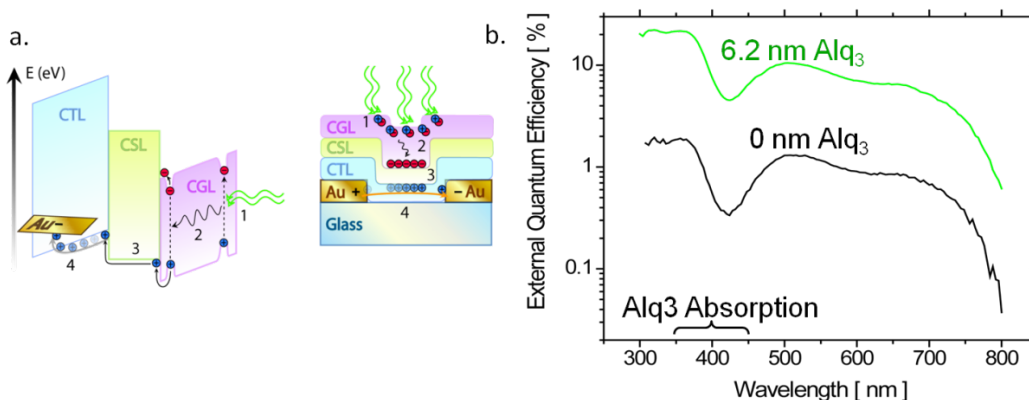 a.
E (eV)
CTL
CSL
CGL
Au-
1
2
3
4
b.
CGL
CSL
CTL
1
2
3
Au +
- Au
4
Glass
External Quantum Efficiency [ % ]
10
1
0.1
6.2 nm Alq₃
0 nm Alq₃
Alq3 Absorption
300 400 500 600 700 800
Wavelength [ nm ]